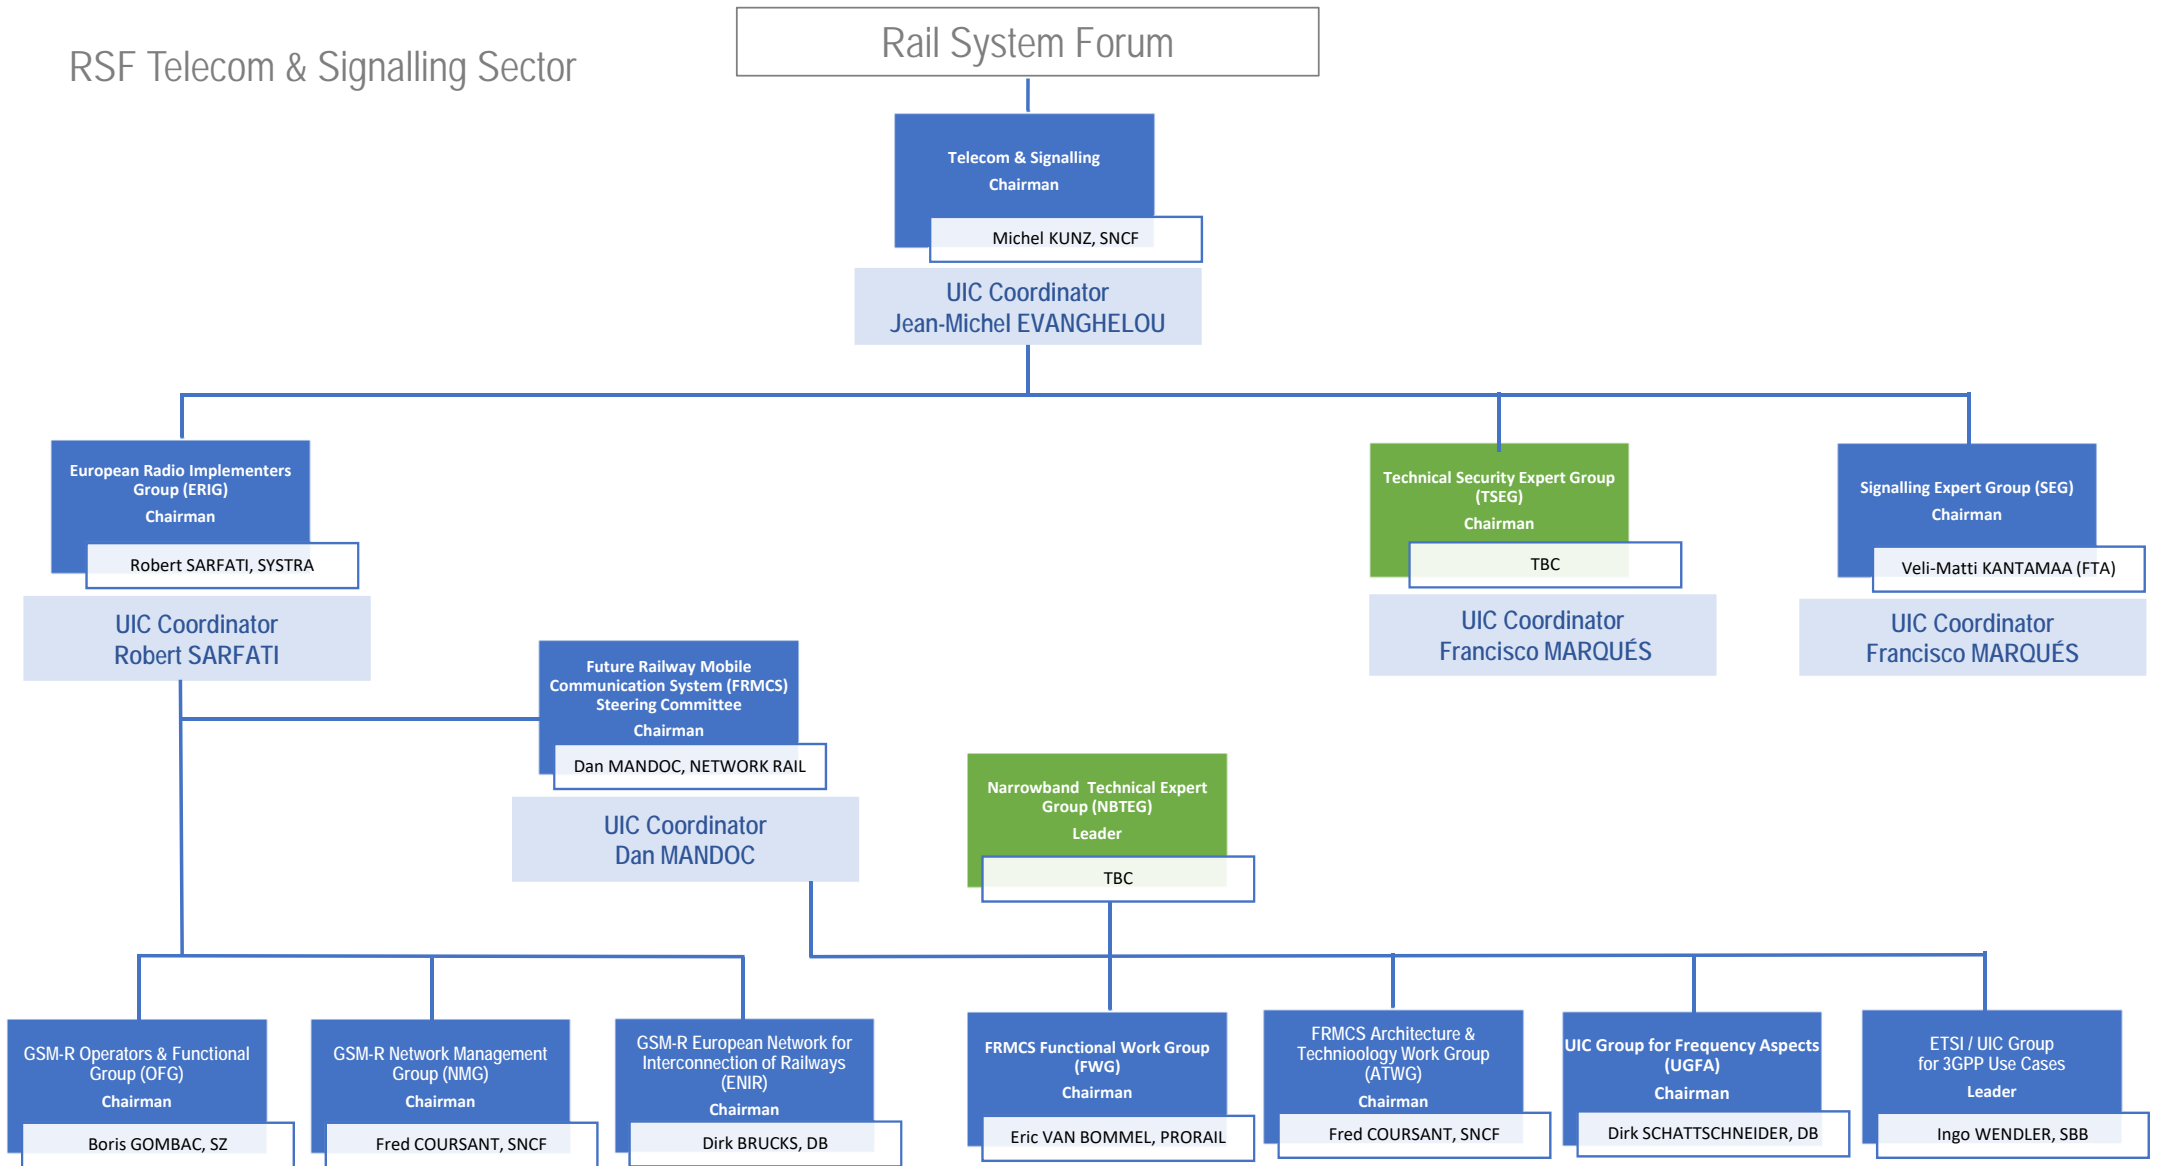 RSF Telecom & Signalling Sector
Rail System Forum
Telecom & Signalling
Chairman
Michel KUNZ, SNCF
UIC Coordinator
Jean-Michel EVANGHELOU
European Radio Implementers
Group (ERIG)
Chairman
Robert SARFATI, SYSTRA
UIC Coordinator
Robert SARFATI
Technical Security Expert Group
(TSEG)
Chairman
TBC
UIC Coordinator
Francisco MARQUÉS
Signalling Expert Group (SEG)
Chairman
Veli-Matti KANTAMAA (FTA)
UIC Coordinator
Francisco MARQUÉS
Future Railway Mobile
Communication System (FRMCS)
Steering Committee
Chairman
Dan MANDOC, NETWORK RAIL
UIC Coordinator
Dan MANDOC
Narrowband Technical Expert
Group (NBTEG)
Leader
TBC
GSM-R Operators & Functional
Group (OFG)
Chairman
Boris GOMBAC, SZ
GSM-R Network Management
Group (NMG)
Chairman
Fred COURSANT, SNCF
GSM-R European Network for
Interconnection of Railways
(ENIR)
Chairman
Dirk BRUCKS, DB
FRMCS Functional Work Group
(FWG)
Chairman
Eric VAN BOMMEL, PRORAIL
FRMCS Architecture &
Technioology Work Group
(ATWG)
Chairman
Fred COURSANT, SNCF
UIC Group for Frequency Aspects
(UGFA)
Chairman
Dirk SCHATTSCHNEIDER, DB
ETSI / UIC Group
for 3GPP Use Cases
Leader
Ingo WENDLER, SBB